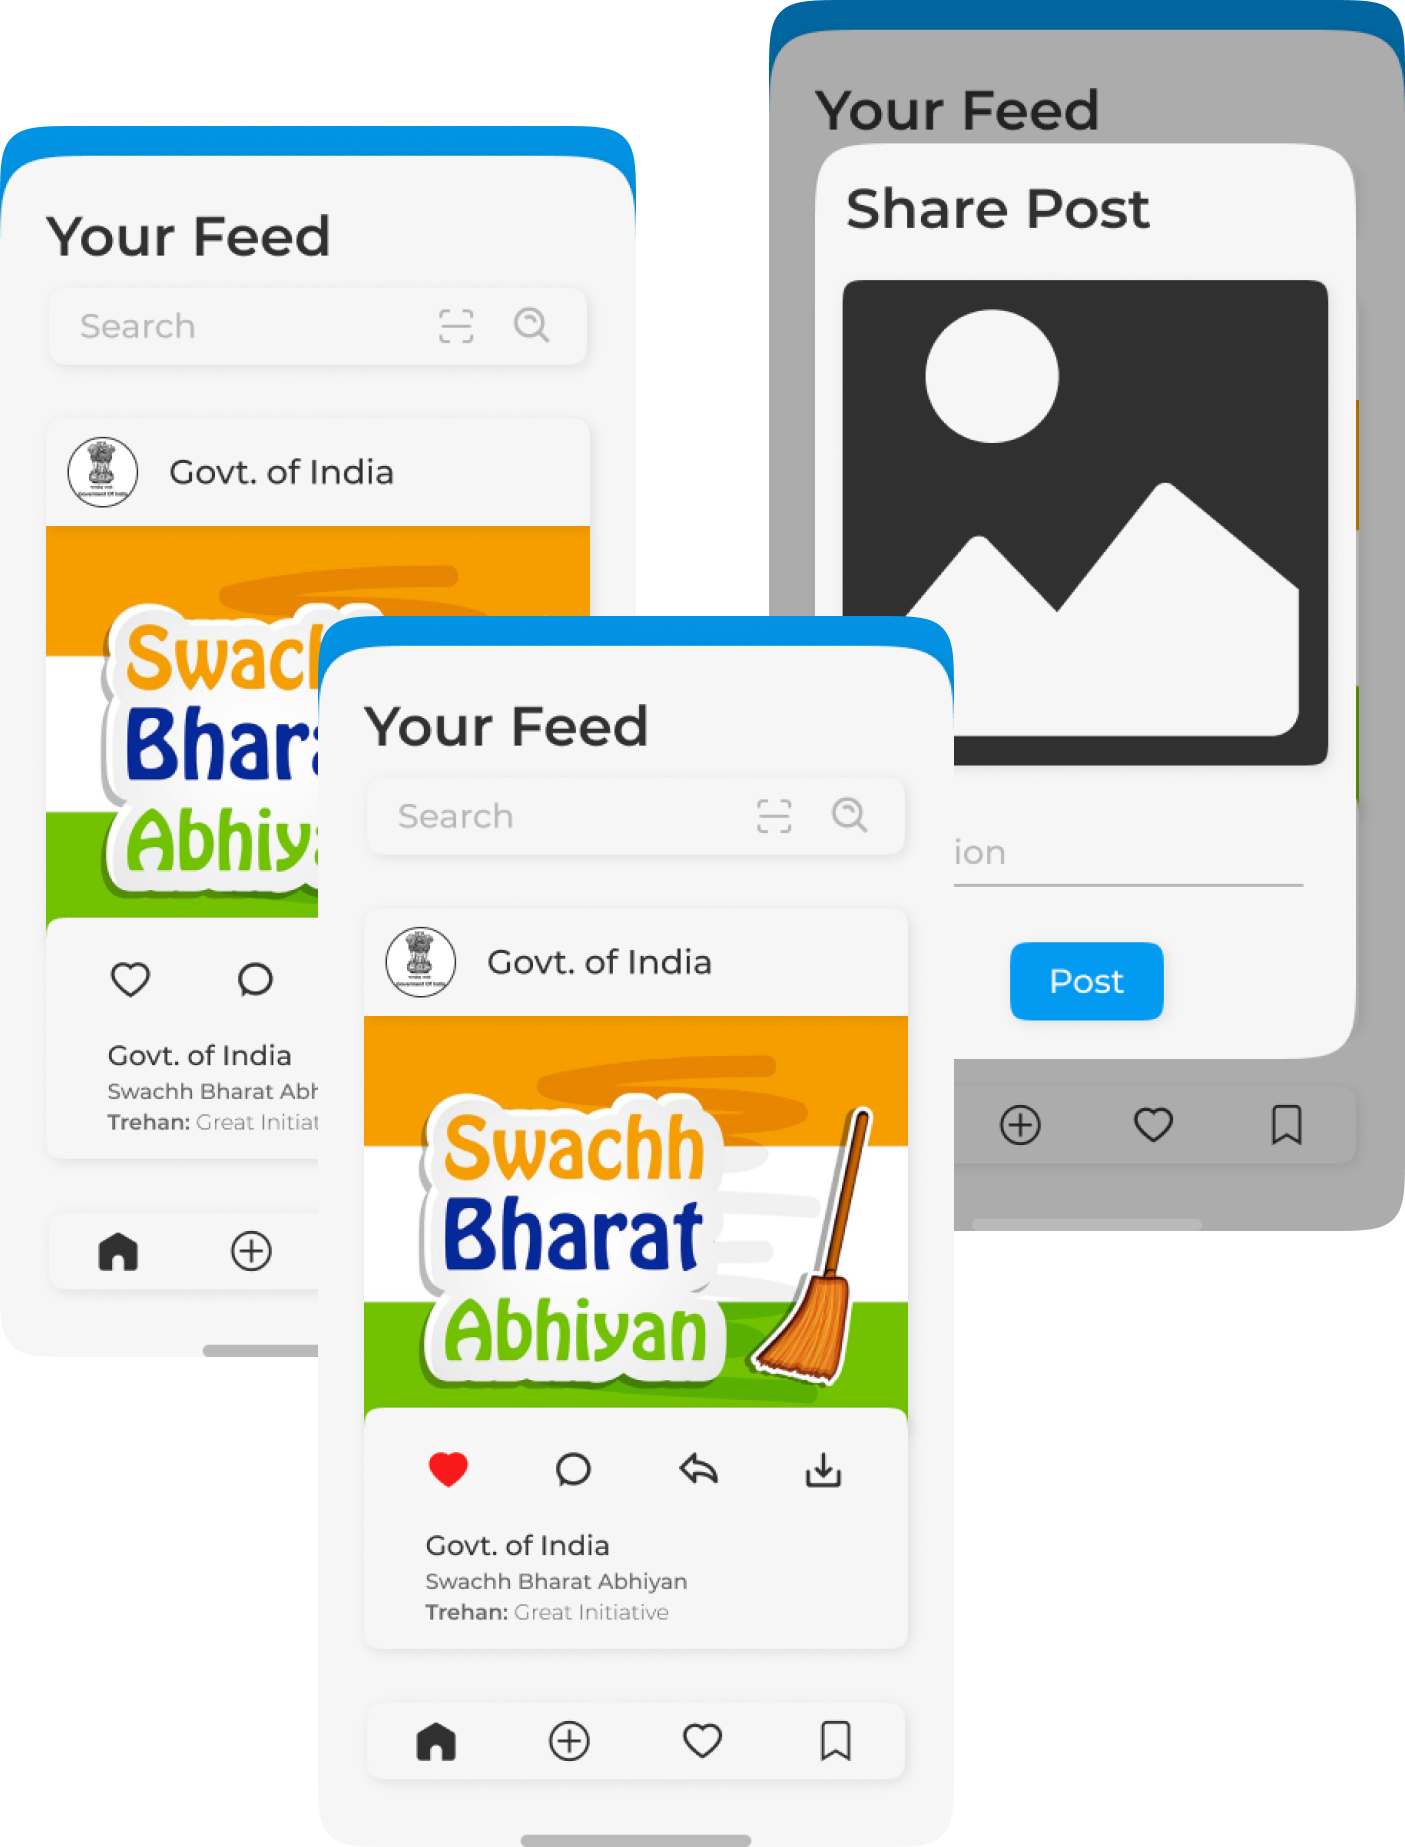 Your Feed
Search
Govt. of India
Swach
Bhara
Abhiya
Govt. of India
Swachh Bharat Abh
Trehan: Great Initiat
Your Feed
Share Post
ion
Post
Your Feed
Search
Govt. of India
Swachh
Bharat
Abhiyan
Govt. of India
Swachh Bharat Abhiyan
Trehan: Great Initiative